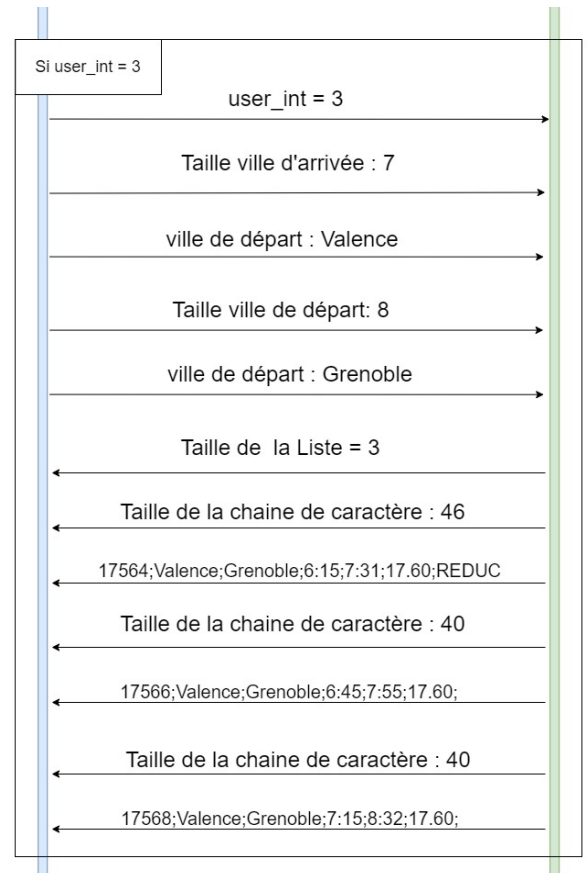 Si user_int = 3
user_int = 3
Taille ville d'arrivée : 7
ville de départ : Valence
Taille ville de départ: 8
ville de départ : Grenoble
Taille de la Liste = 3
Taille de la chaine de caractère : 46
17564;Valence;Grenoble;6:15;7:31;17.60;REDUC
Taille de la chaine de caractère : 40
17566;Valence;Grenoble;6:45;7:55;17.60;
Taille de la chaine de caractère : 40
17568;Valence;Grenoble;7:15;8:32;17.60;